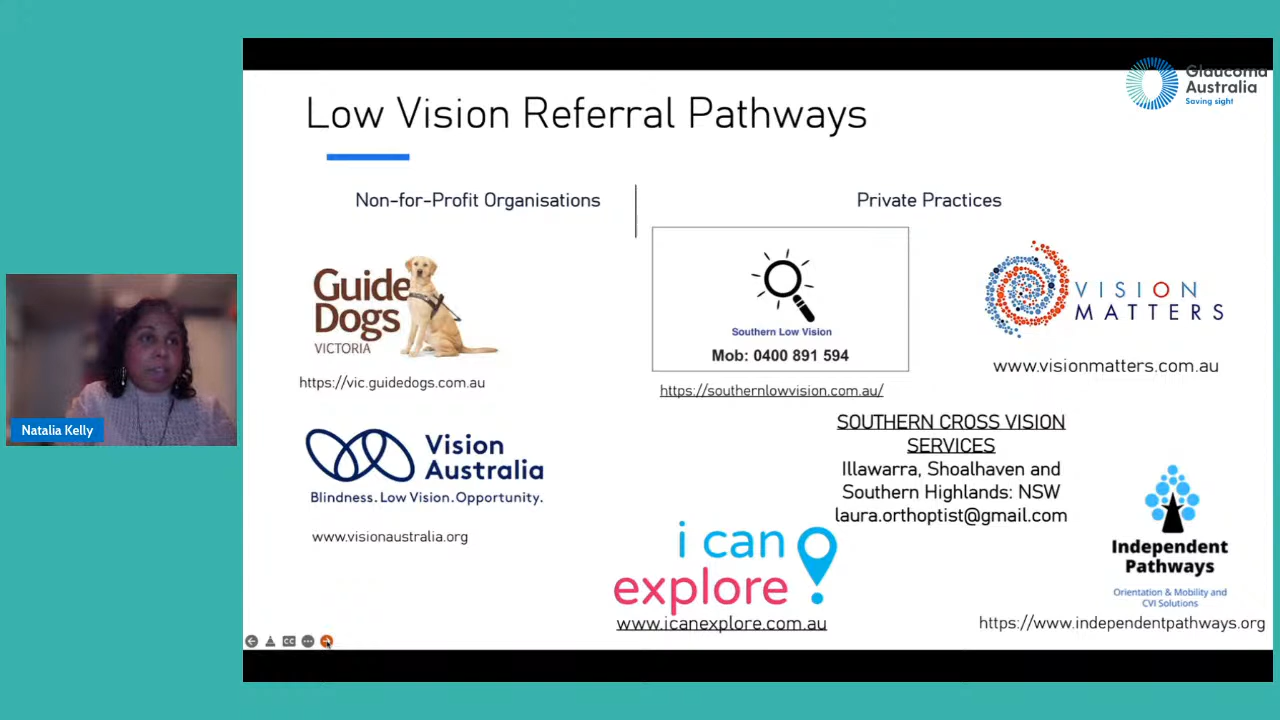 Glaucoma
Australia
Saving sight
Low Vision Referral Pathways
Non-for-Profit Organisations
Private Practices
Guide
Dogs
VICTORIA
https://vic.guidedogs.com.au
Vision
Australia
Blindness. Low Vision. Opportunity.
www.visionaustralia.org
Southern Low Vision
Mob: 0400 891 594
https://southernlowvision.com.au/
VISION
MATTERS
www.visionmatters.com.au
SOUTHERN CROSS VISION
SERVICES
Illawarra, Shoalhaven and
Southern Highlands: NSW
laura.orthoptist@gmail.com
i can
explore
www.icanexplore.com.au
Independent
Pathways
Orientation & Mobility and
CVI Solutions
https://www.independentpathways.org
Natalia Kelly
CC